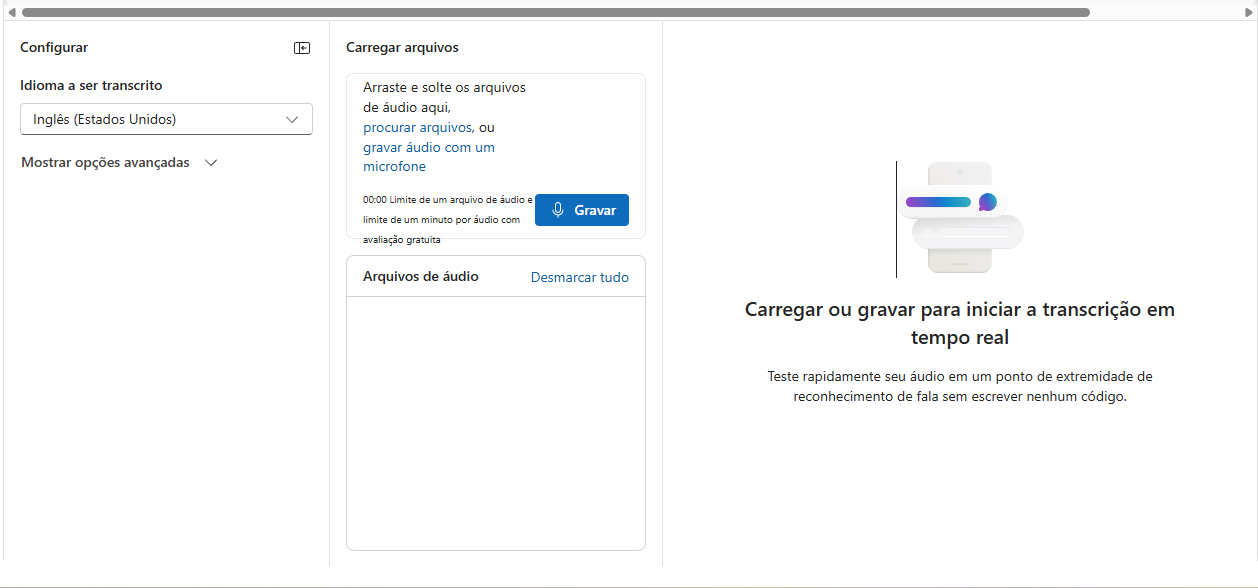 Configurar
Idioma a ser transcrito
Inglês (Estados Unidos)
Mostrar opções avançadas
Carregar arquivos
Arraste e solte os arquivos
de áudio aqui,
procurar arquivos, ou
gravar áudio com um
microfone
00:00 Limite de um arquivo de áudio e
limite de um minuto por áudio com
avaliação gratuita
Gravar
Arquivos de áudio
Desmarcar tudo
Carregar ou gravar para iniciar a transcrição em
tempo real
Teste rapidamente seu áudio em um ponto de extremidade de
reconhecimento de fala sem escrever nenhum código.